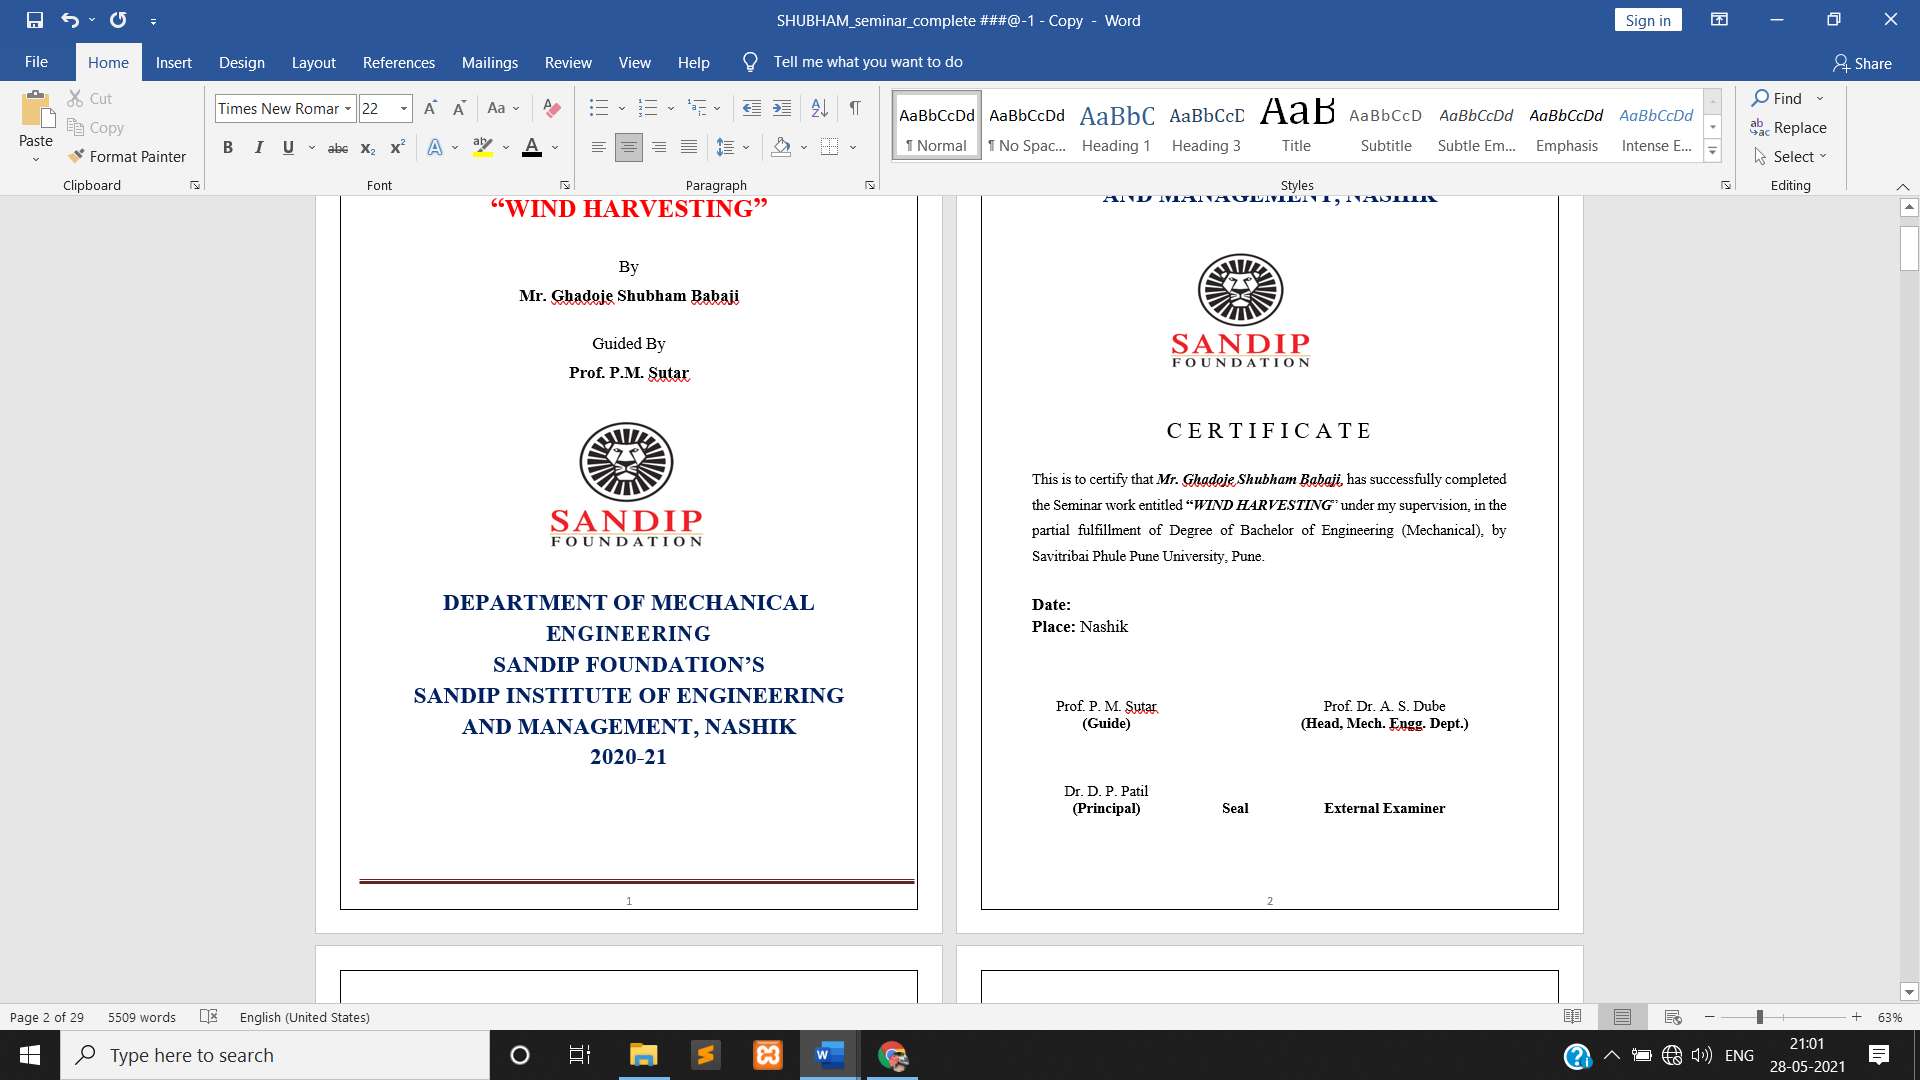 SHUBHAM_seminar_complete ###@-1 - Copy - Word
Sign in
File Home Insert Design Layout References Mailings Review View Help Tell me what you want to do
Share
Cut
Copy
Paste
Format Painter
Clipboard
Times New Romar 22
Aa
B I U abc x2 x2 A ab A
Font
Paragraph
AaBbCcDd AaBbCcDd AaBbC AaBbCcD AaB AaBbCcD AaBbCcDd AaBbCcDd AaBbCcDd
¶ Normal ¶ No Spac... Heading 1 Heading 3 Title Subtitle Subtle Em... Emphasis Intense E...
Styles
Find
Replace
Select
Editing
“WIND HARVESTING”
By
Mr. Ghadoje Shubham Babaji
Guided By
Prof. P.M. Sutar
SANDIP
FOUNDATION
DEPARTMENT OF MECHANICAL
ENGINEERING
SANDIP FOUNDATION’S
SANDIP INSTITUTE OF ENGINEERING
AND MANAGEMENT, NASHIK
2020-21
1
AND MANAGEMENT, NASHIK
SANDIP
FOUNDATION
C E R T I F I C A T E
This is to certify that Mr. Ghadoje Shubham Babaji, has successfully completed
the Seminar work entitled “WIND HARVESTING” under my supervision, in the
partial fulfillment of Degree of Bachelor of Engineering (Mechanical), by
Savitribai Phule Pune University, Pune.
Date:
Place: Nashik
Prof. P. M. Sutar Prof. Dr. A. S. Dube
(Guide) (Head, Mech. Engg. Dept.)
Dr. D. P. Patil
(Principal) Seal External Examiner
2
Page 2 of 29 5509 words English (United States) 63%
Type here to search
ENG
21:01
28-05-2021